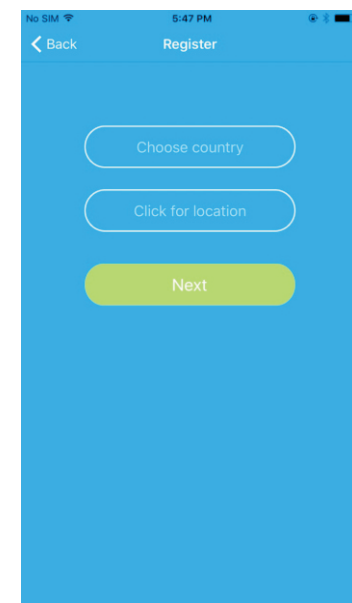 No SIM 5:47 PM
Back Register
Choose country
Click for location
Next